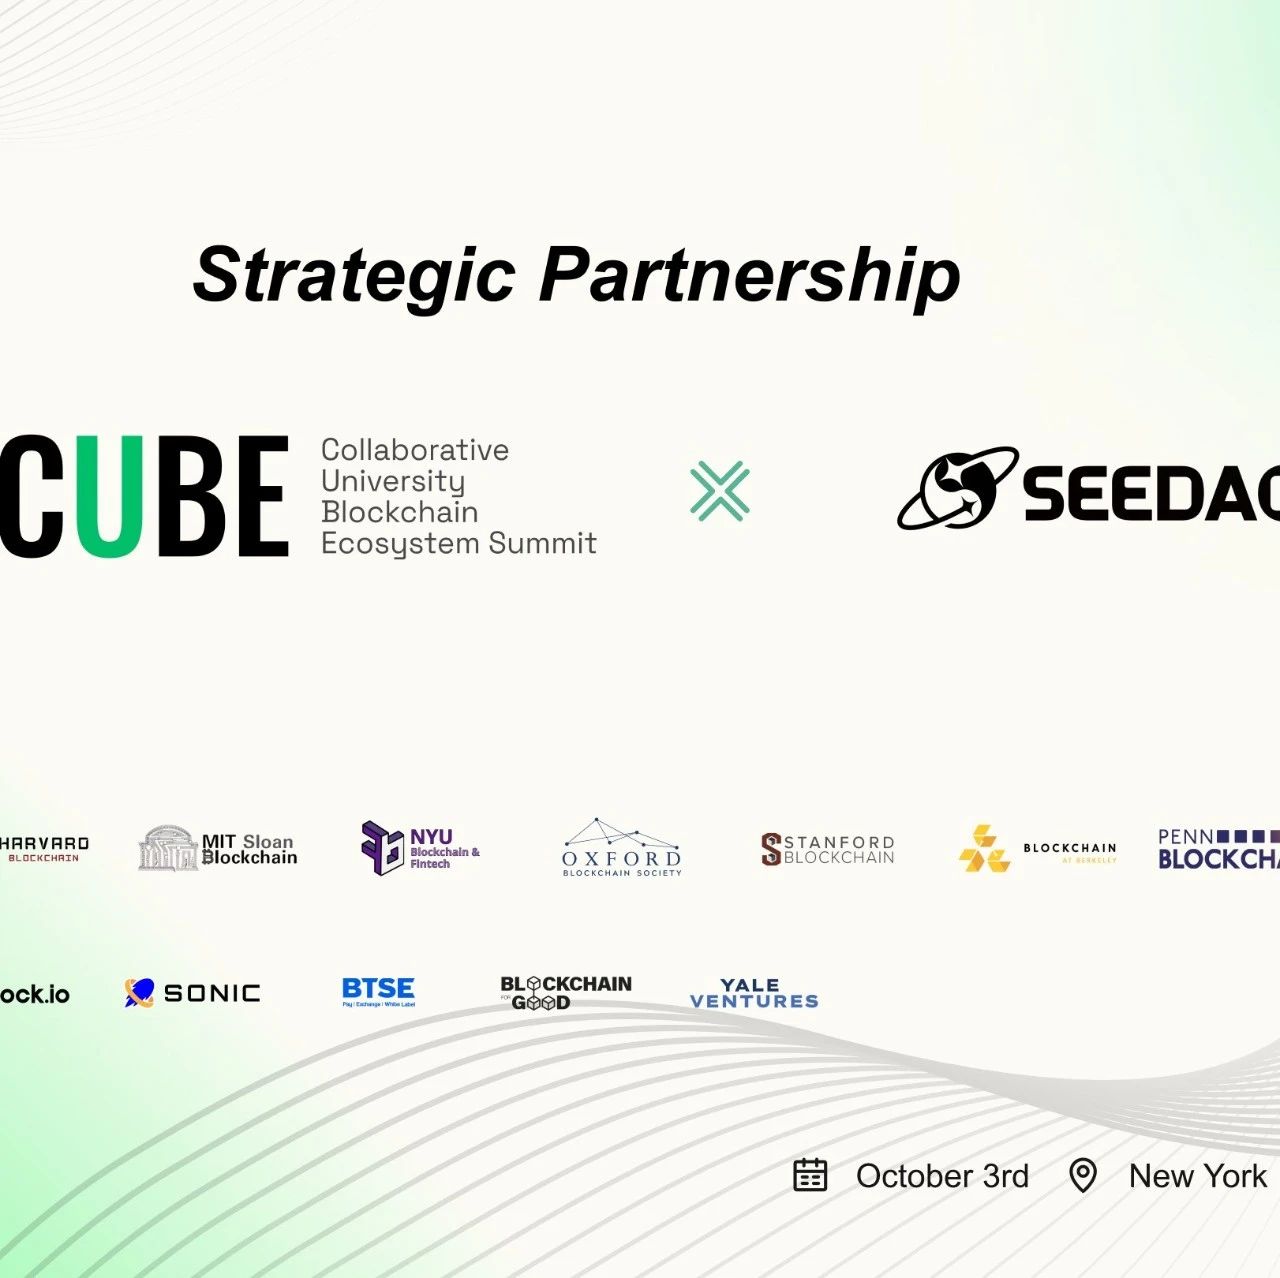 Strategic Partnership
CUBE
Collaborative
University
Blockchain
Ecosystem Summit
SEEDAO
HARVARD
BLOCKCHAIN
MIT Sloan
Blockchain
NYU
Blockchain &
Fintech
OXFORD
BLOCKCHAIN SOCIETY
STANFORD
BLOCKCHAIN
BLOCKCHAIN
AT BERKELEY
PENN
BLOCKCHA
ock.io
SONIC
BTSE
Pay | Exchange | White Label
BLOCKCHAIN
FOR GOOD
YALE
VENTURES
October 3rd
New York